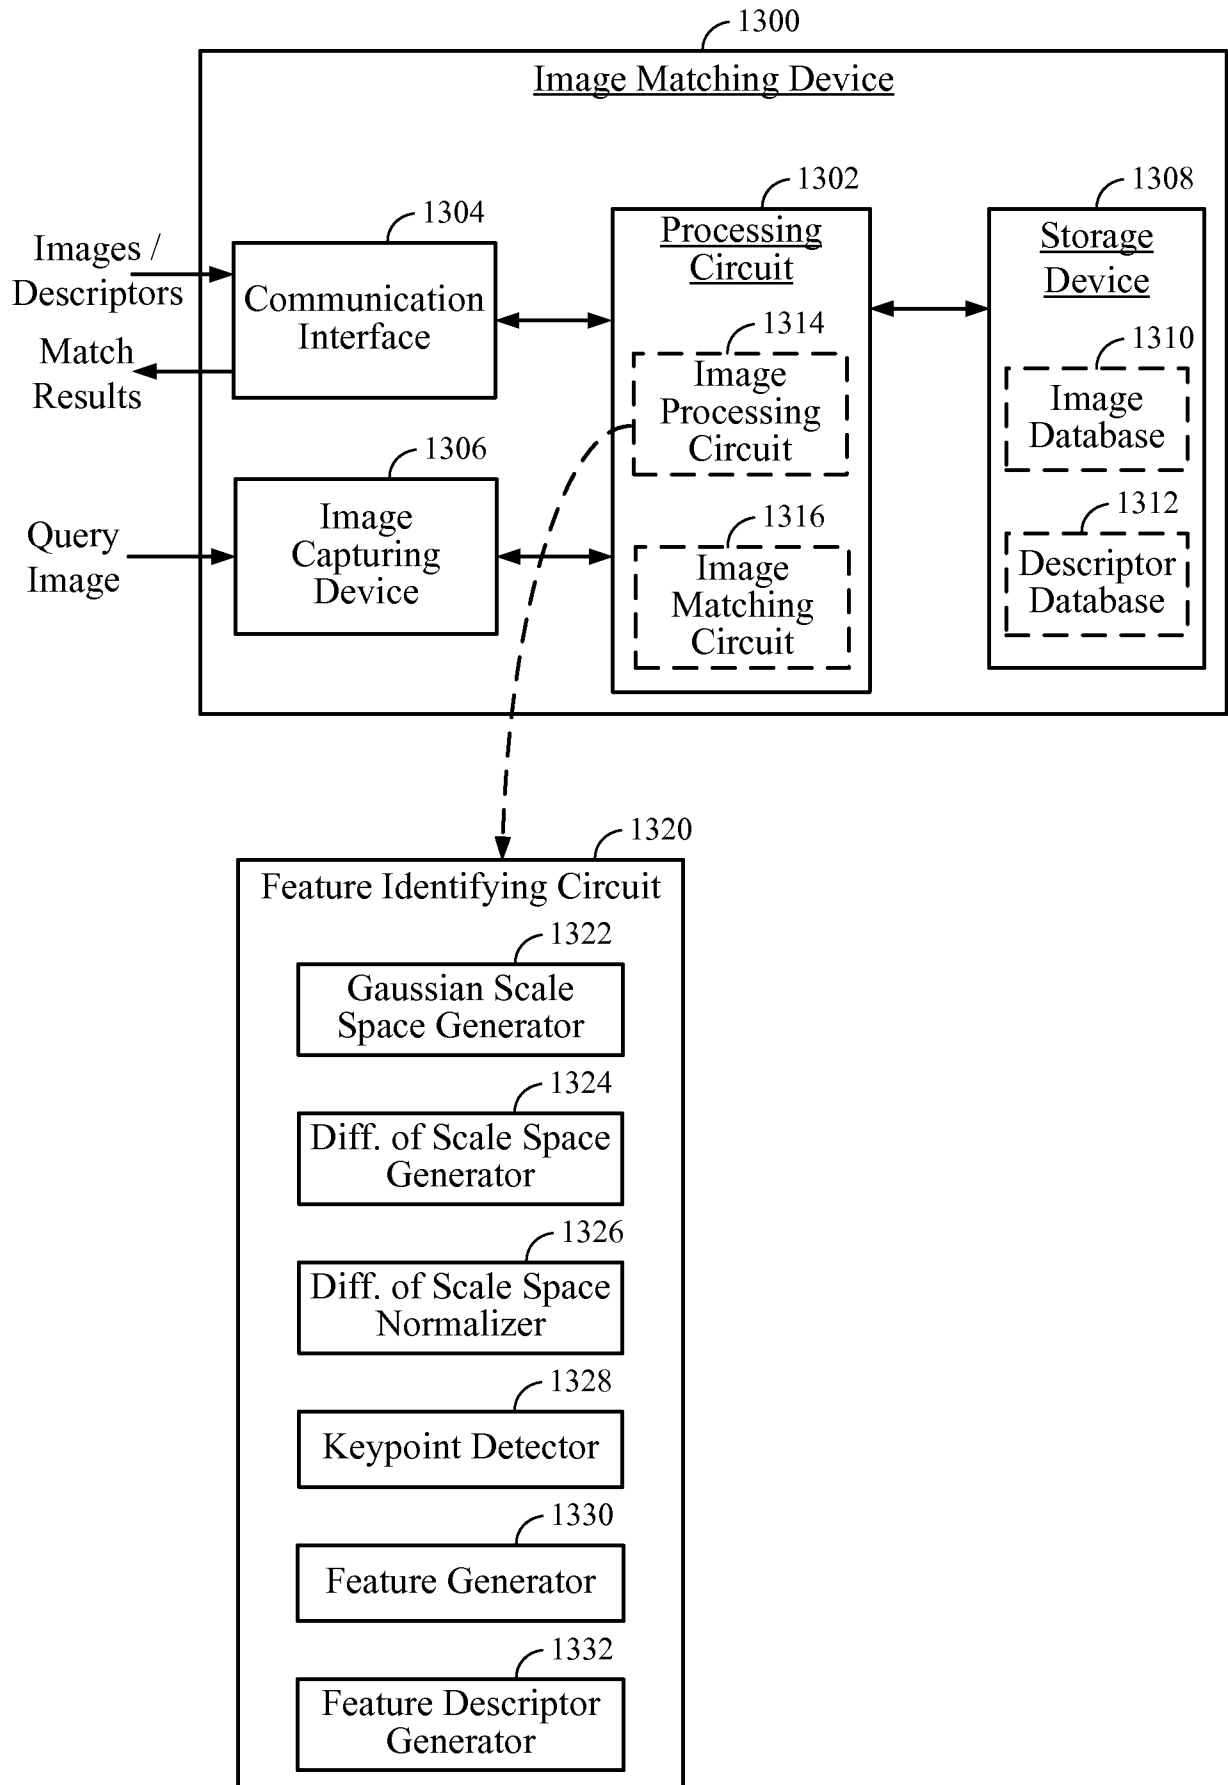 1300
Image Matching Device
1304
Images /
Descriptors
Communication
Interface
Match
Results
1306
Query
Image
Image
Capturing
Device
1302
Processing
Circuit
1314
Image
Processing
Circuit
1316
Image
Matching
Circuit
1308
Storage
Device
1310
Image
Database
1312
Descriptor
Database
1320
Feature Identifying Circuit
1322
Gaussian Scale
Space Generator
1324
Diff. of Scale Space
Generator
1326
Diff. of Scale Space
Normalizer
1328
Keypoint Detector
1330
Feature Generator
1332
Feature Descriptor
Generator